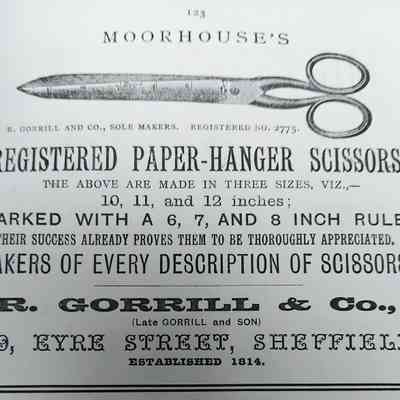 123
MOORHOUSE'S
R. GORRILL AND CO., SOLE MAKERS. REGISTERED NO. 2775.
REGISTERED PAPER-HANGER SCISSORS
THE ABOVE ARE MADE IN THREE SIZES, VIZ.,—
10, 11, and 12 inches;
ARKED WITH A 6, 7, AND 8 INCH RULE
THEIR SUCCESS ALREADY PROVES THEM TO BE THOROUGHLY APPRECIATED.
AKERS OF EVERY DESCRIPTION OF SCISSORS
R. GORRILL & Co.,
(Late GORRILL and SON)
EYRE STREET, SHEFFIEL
ESTABLISHED 1814.